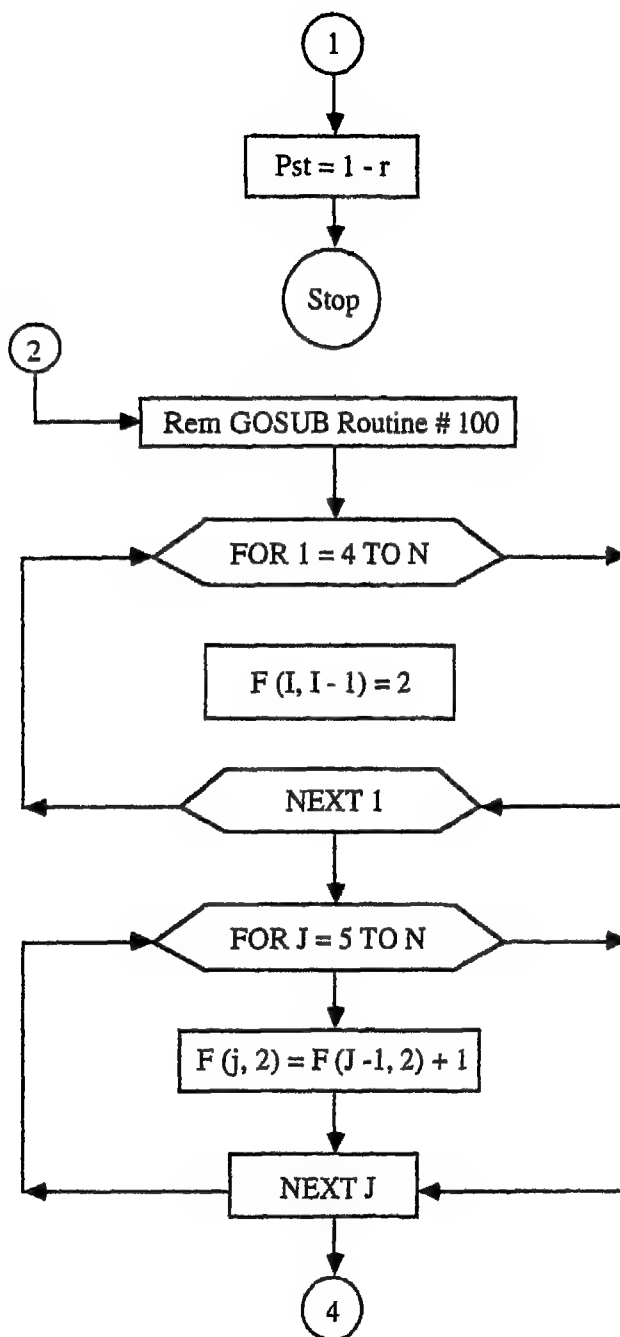 1
Pst = 1 - r
Stop
2
Rem GOSUB Routine # 100
FOR 1 = 4 TO N
F (I, I - 1) = 2
NEXT 1
FOR J = 5 TO N
F (j, 2) = F (J -1, 2) + 1
NEXT J
4